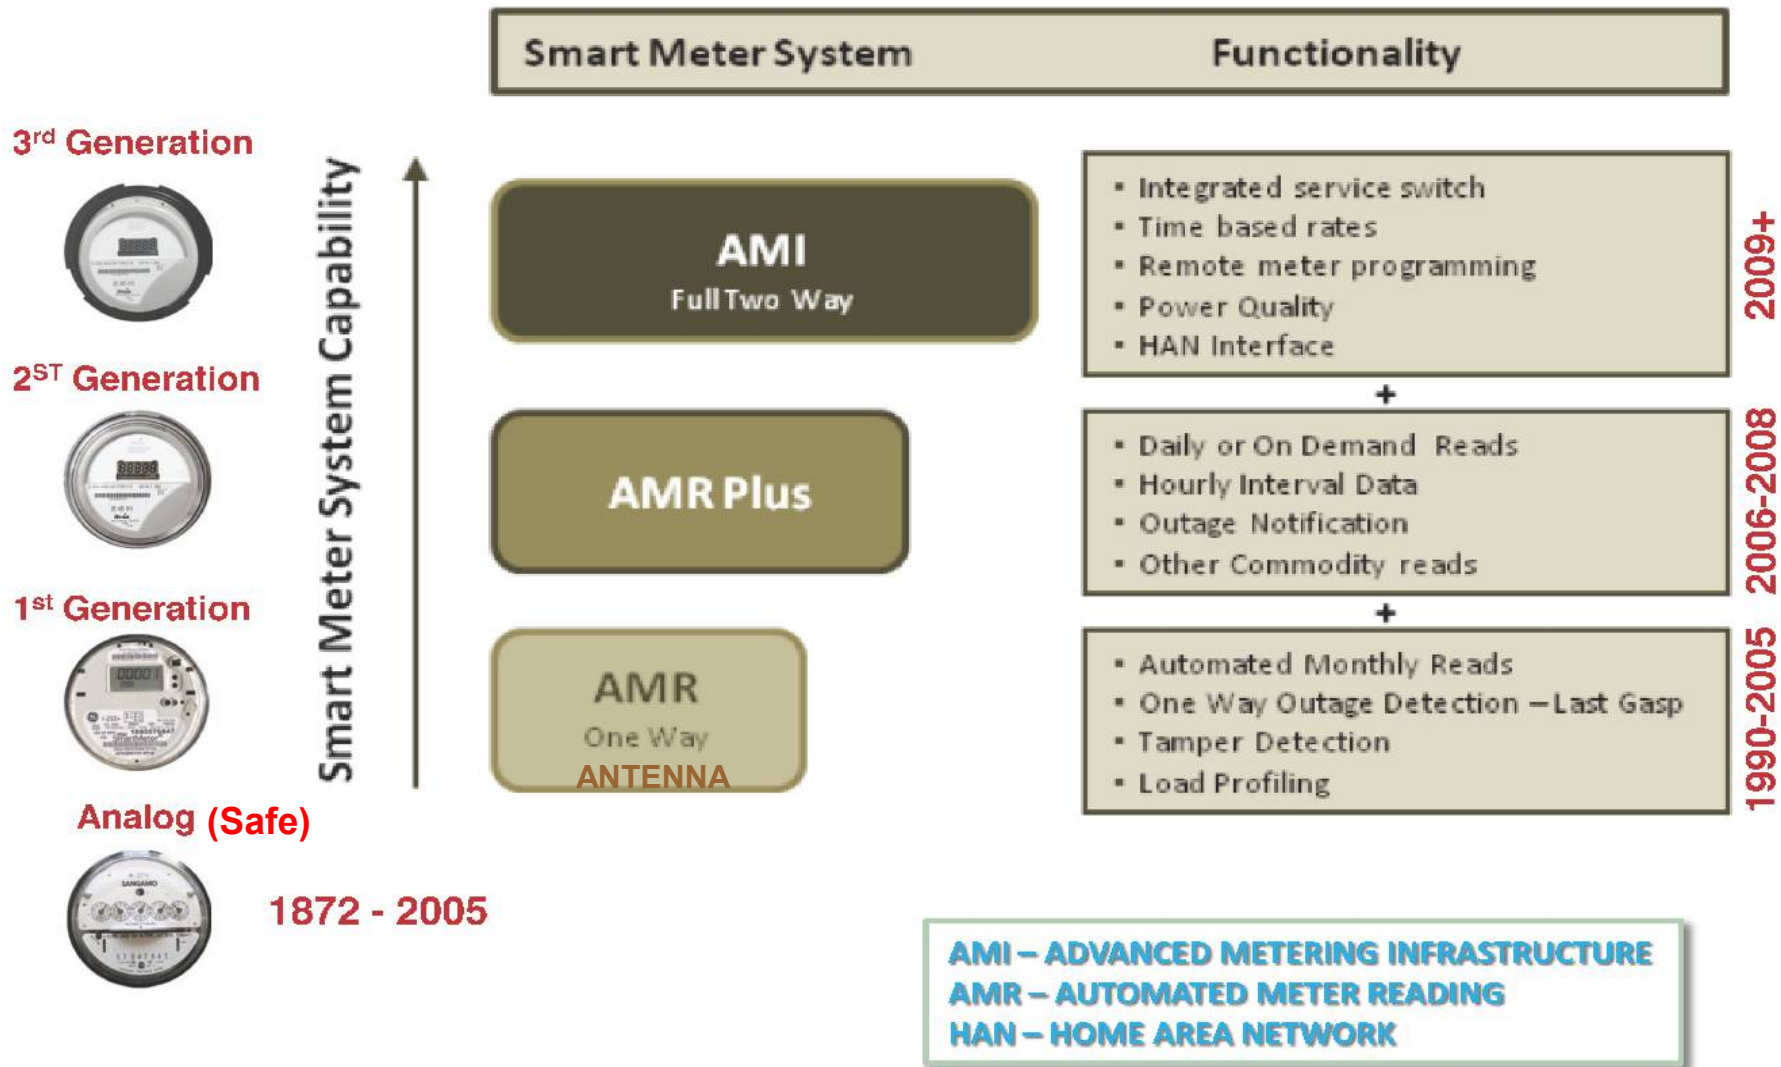 Smart Meter System Functionality
3rd Generation
Smart Meter System Capability
AMI
Full Two Way
▪ Integrated service switch
▪ Time based rates
▪ Remote meter programming
▪ Power Quality
▪ HAN Interface
2009+
+
2ST Generation
AMR Plus
▪ Daily or On Demand Reads
▪ Hourly Interval Data
▪ Outage Notification
▪ Other Commodity reads
2006-2008
+
1st Generation
AMR
One Way
ANTENNA
▪ Automated Monthly Reads
▪ One Way Outage Detection – Last Gasp
▪ Tamper Detection
▪ Load Profiling
1990-2005
Analog (Safe)
SANGAMO
1872 - 2005
AMI – ADVANCED METERING INFRASTRUCTURE
AMR – AUTOMATED METER READING
HAN – HOME AREA NETWORK